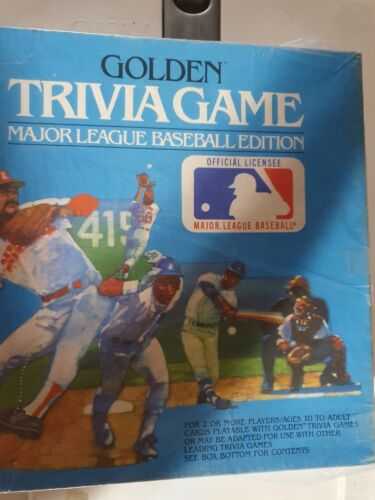 GOLDEN™
TRIVIA GAME
MAJOR LEAGUE BASEBALL EDITION
OFFICIAL LICENSEE
MAJOR LEAGUE BASEBALL®
415
FOR 2 OR MORE PLAYERS/AGES 10 TO ADULT
CARDS PLAYABLE WITH GOLDEN® TRIVIA GAMES
OR MAY BE ADAPTED FOR USE WITH OTHER
LEADING TRIVIA GAMES
SEE BOX BOTTOM FOR CONTENTS